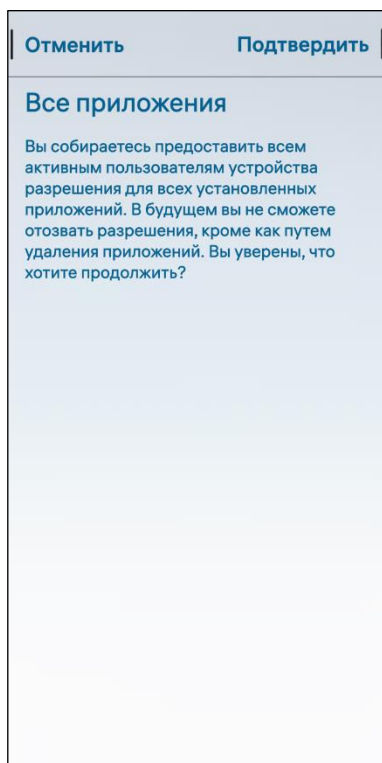 Отменить Подтвердить
Все приложения
Вы собираетесь предоставить всем
активным пользователям устройства
разрешения для всех установленных
приложений. В будущем вы не сможете
отозвать разрешения, кроме как путем
удаления приложений. Вы уверены, что
хотите продолжить?